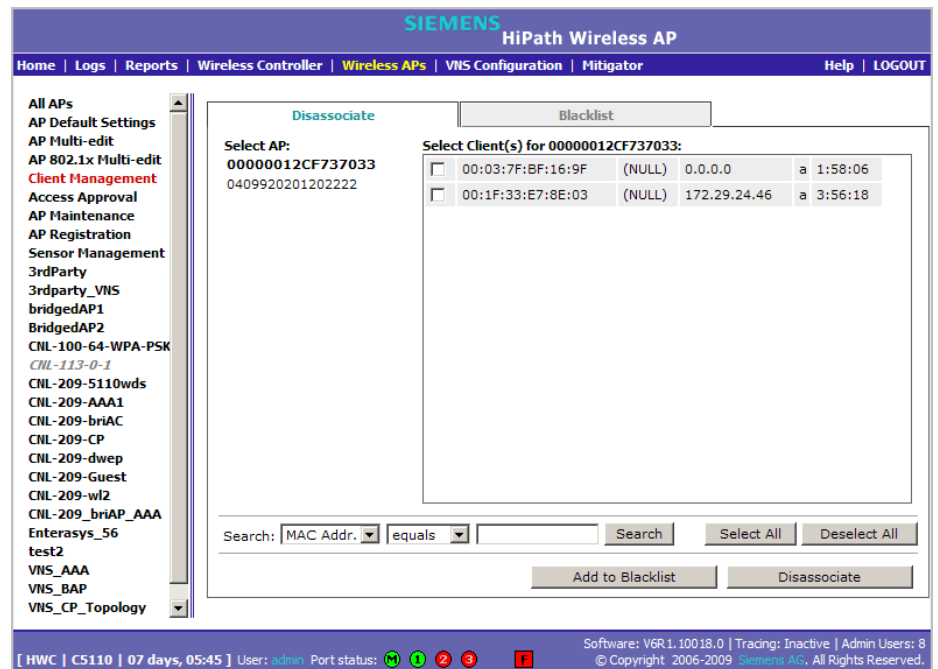 SIEMENS
HiPath Wireless AP
Home | Logs | Reports | Wireless Controller | Wireless APs | VNS Configuration | Mitigator Help | LOGOUT
All APs
AP Default Settings
AP Multi-edit
AP 802.1x Multi-edit
Client Management
Access Approval
AP Maintenance
AP Registration
Sensor Management
3rdParty
3rdparty_VNS
bridgedAP1
BridgedAP2
CNL-100-64-WPA-PSK
CNL-113-0-1
CNL-209-5110wds
CNL-209-AAA1
CNL-209-briAC
CNL-209-CP
CNL-209-dwep
CNL-209-Guest
CNL-209-wl2
CNL-209_briAP_AAA
Enterasys_56
test2
VNS_AAA
VNS_BAP
VNS_CP_Topology
Disassociate Blacklist
Select AP:
00000012CF737033
0409920201202222
Select Client(s) for 00000012CF737033:
00:03:7F:BF:16:9F (NULL) 0.0.0.0 a 1:58:06
00:1F:33:E7:8E:03 (NULL) 172.29.24.46 a 3:56:18
Search: MAC Addr. equals Search Select All Deselect All
Add to Blacklist Disassociate
[ HWC | C5110 | 07 days, 05:45 ] User: admin Port status: M 1 2 3 F
Software: V6R1.10018.0 | Tracing: Inactive | Admin Users: 8
© Copyright 2006-2009 Siemens AG. All Rights Reserved.